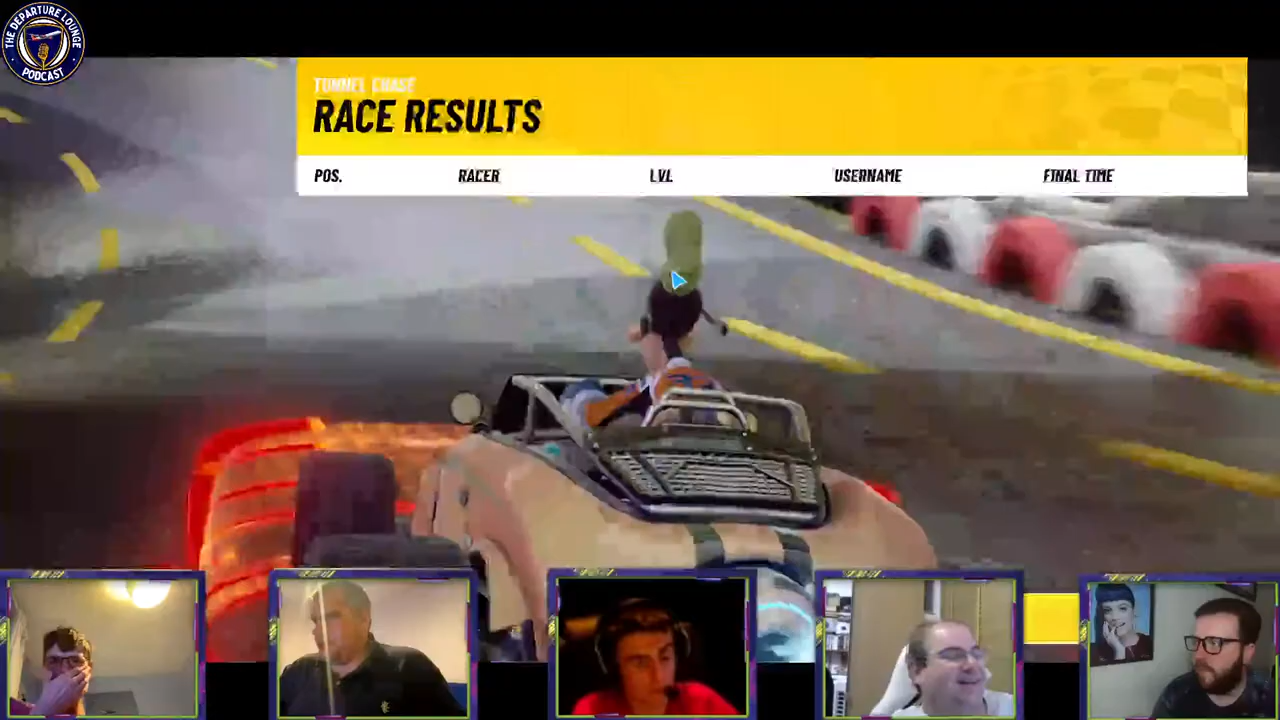 THE DEPARTURE LOUNGE
PODCAST
TUNNEL CHASE
RACE RESULTS
POS. RACER LVL USERNAME FINAL TIME